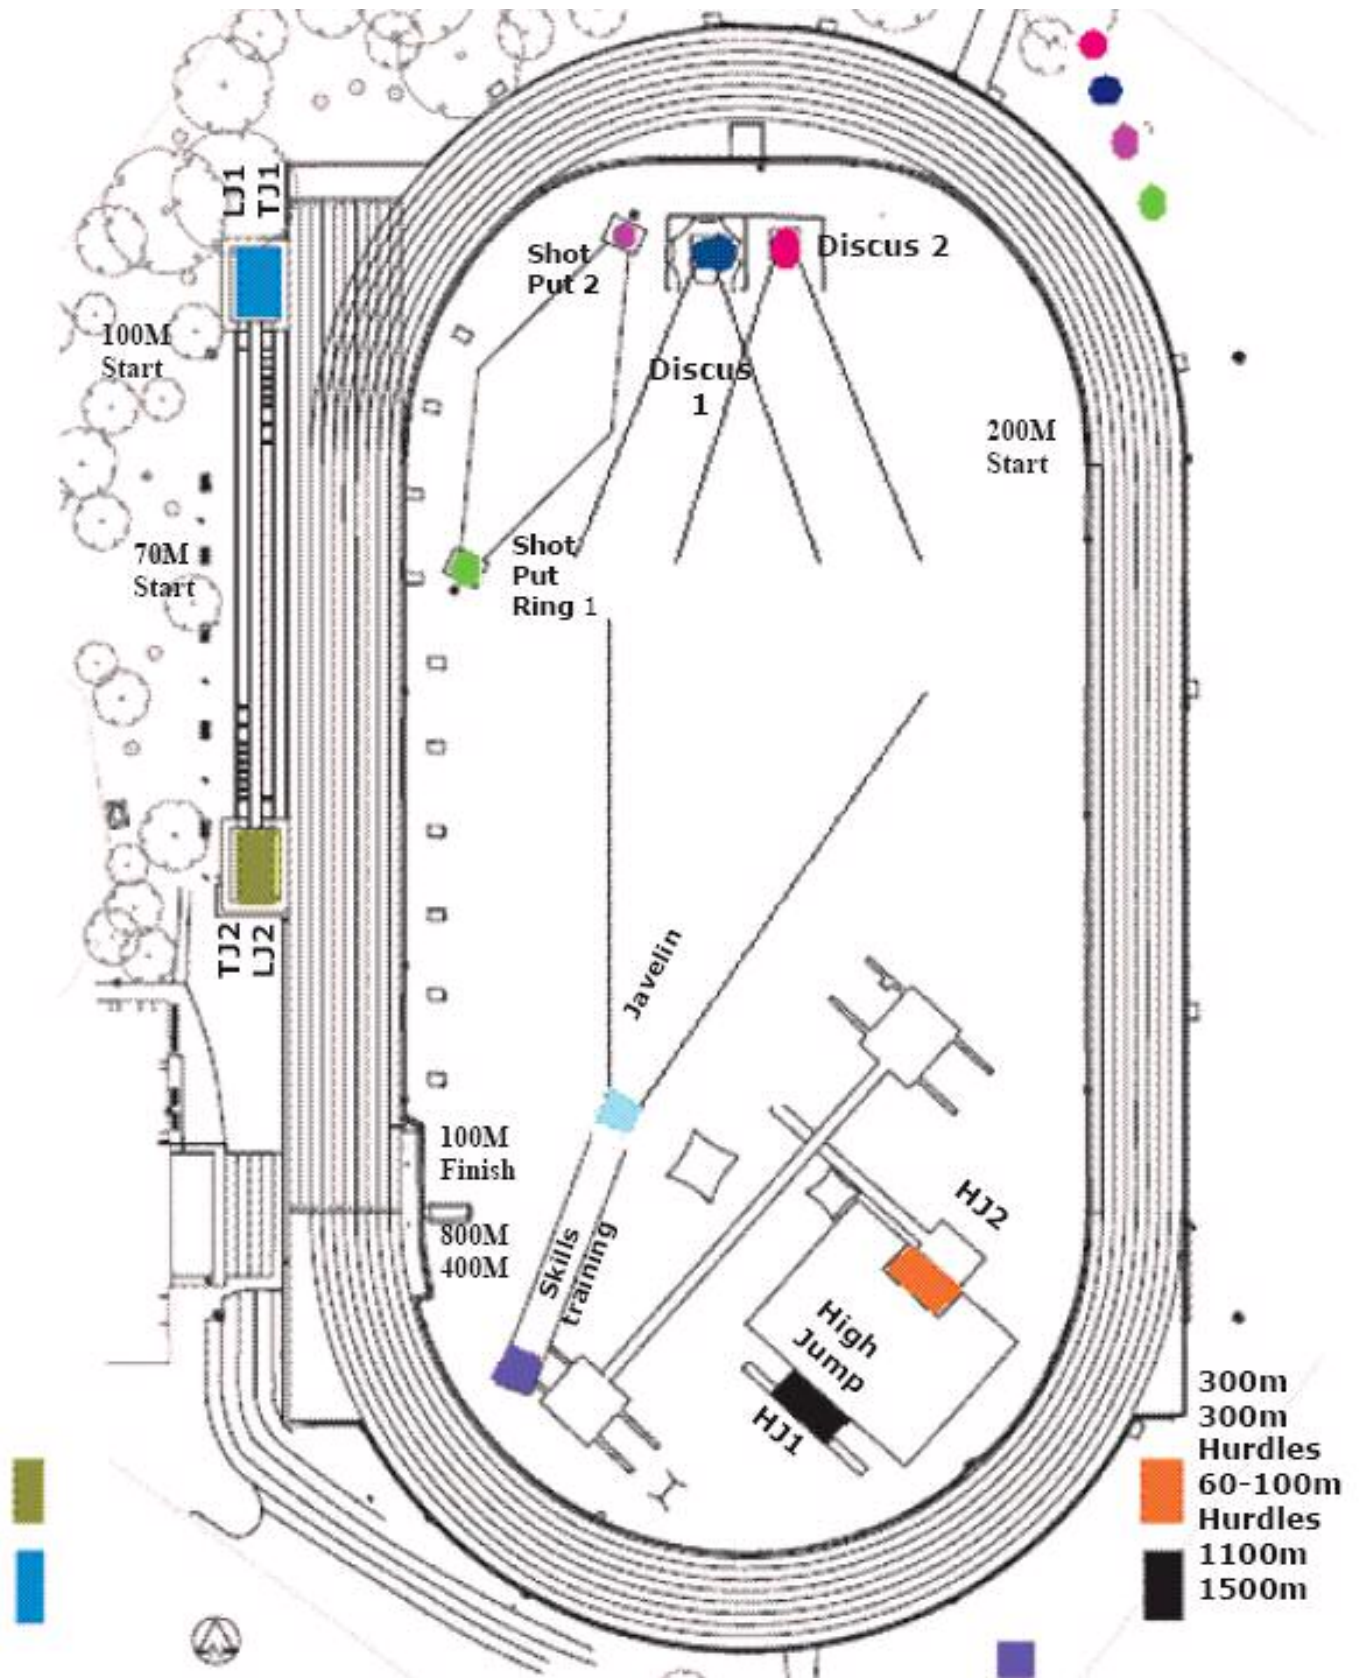 LJ1
TJ1
Shot
Put 2
Discus 2
100M
Start
Discus
1
200M
Start
70M
Start
Shot
Put
Ring 1
TJ2
LJ2
Javelin
100M
Finish
800M
400M
Skills
training
HJ2
High
Jump
HJ1
300m
300m
Hurdles
60-100m
Hurdles
1100m
1500m